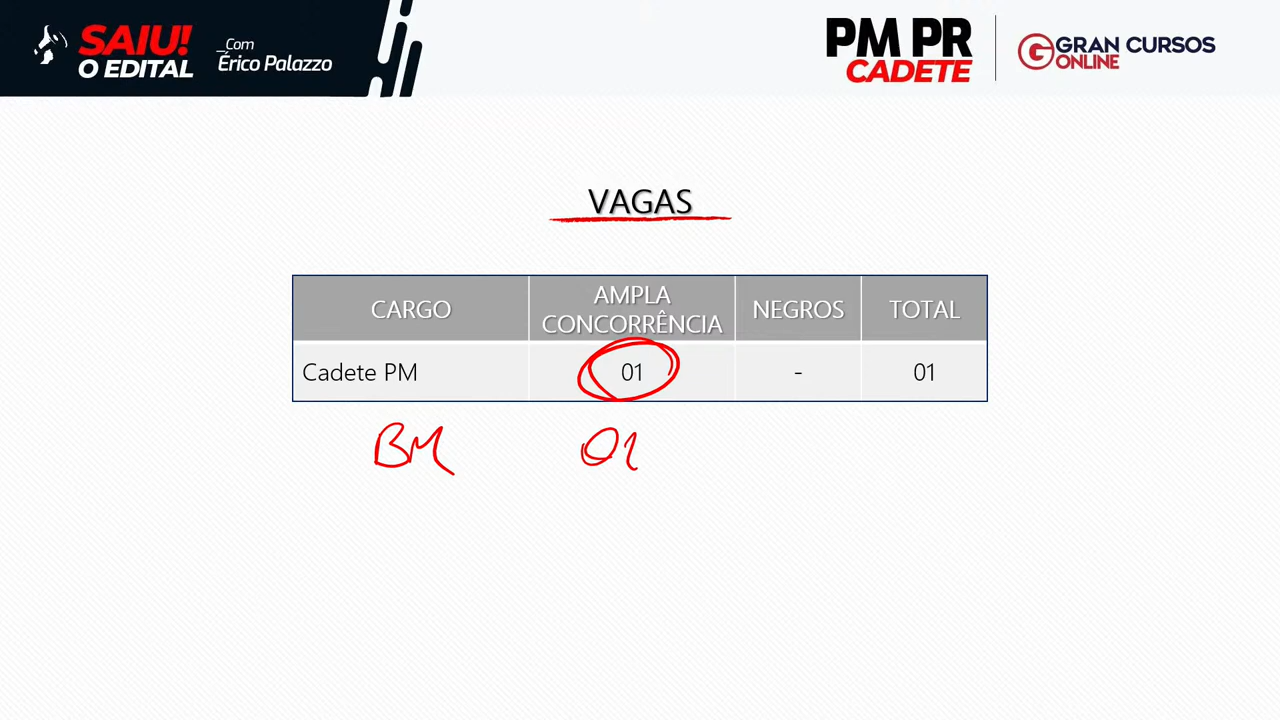 SAIU!
O EDITAL
_Com
Érico Palazzo
PM PR
CADETE
GRAN CURSOS
ONLINE
VAGAS
CARGO
AMPLA
CONCORRÊNCIA
NEGROS
TOTAL
Cadete PM
01
-
01
BM
01